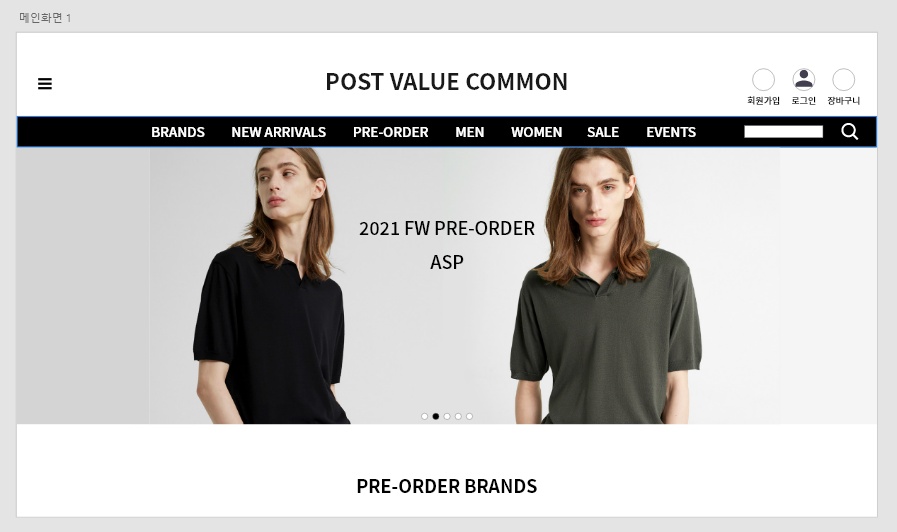 메인화면 1
POST VALUE COMMON
회원가입 로그인 장바구니
BRANDS NEW ARRIVALS PRE-ORDER MEN WOMEN SALE EVENTS
2021 FW PRE-ORDER
ASP
PRE-ORDER BRANDS